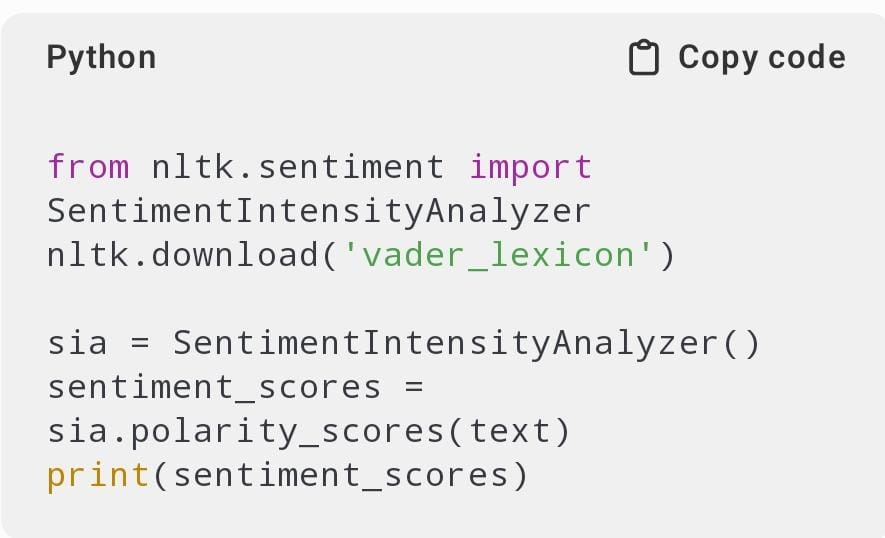 Python
Copy code
from nltk.sentiment import
SentimentIntensityAnalyzer
nltk.download('vader_lexicon')
sia = SentimentIntensityAnalyzer()
sentiment_scores =
sia.polarity_scores(text)
print(sentiment_scores)